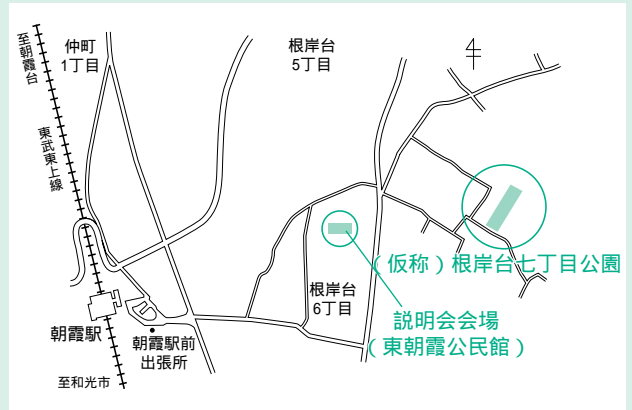 至朝霞台
仲町
1丁目
根岸台
5丁目
東武東上線
(仮称)根岸台七丁目公園
根岸台
6丁目
説明会会場
(東朝霞公民館)
朝霞駅
朝霞駅前
出張所
至和光市